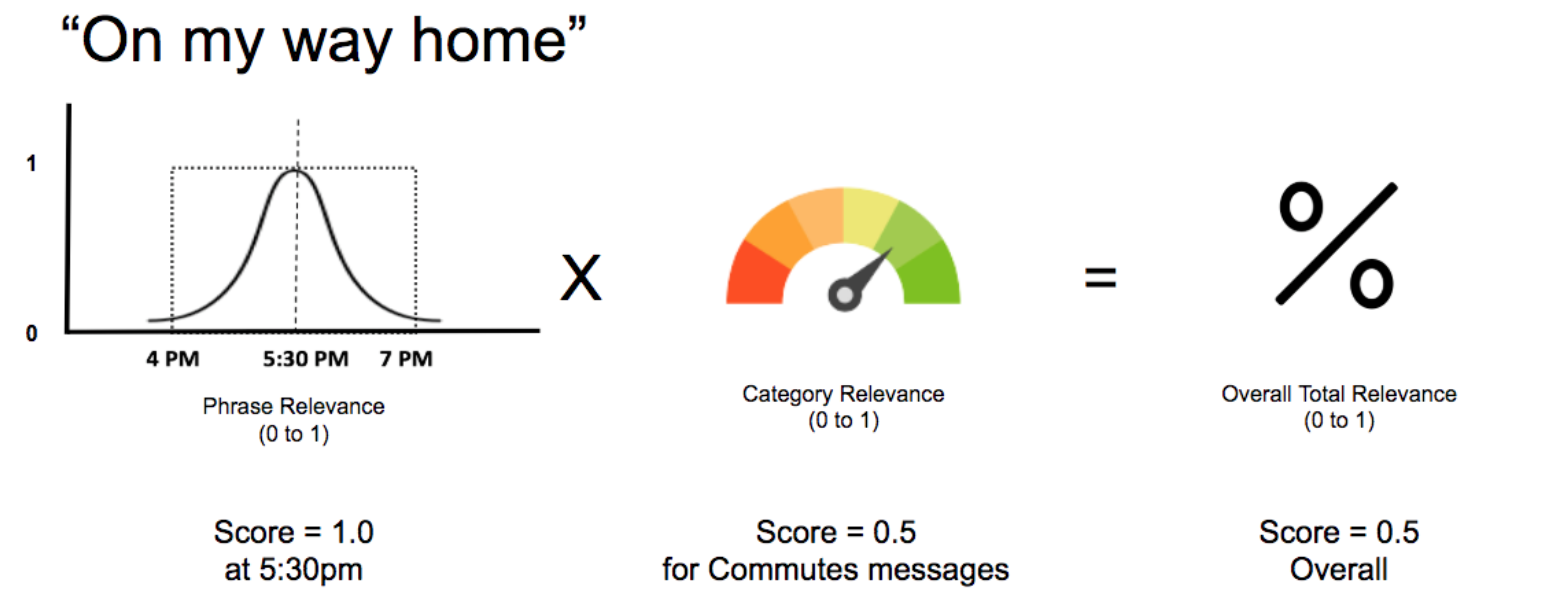 “On my way home”
1
0
4 PM 5:30 PM 7 PM
Phrase Relevance
(0 to 1)
Score = 1.0
at 5:30pm
X
Category Relevance
(0 to 1)
Score = 0.5
for Commutes messages
=
%
Overall Total Relevance
(0 to 1)
Score = 0.5
Overall